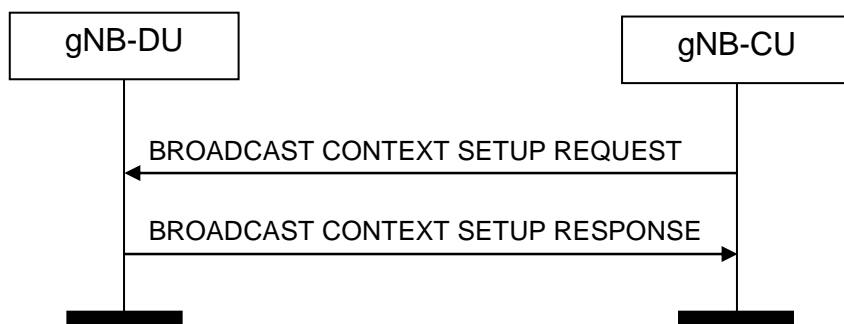 gNB-DU
gNB-CU
BROADCAST CONTEXT SETUP REQUEST
BROADCAST CONTEXT SETUP RESPONSE